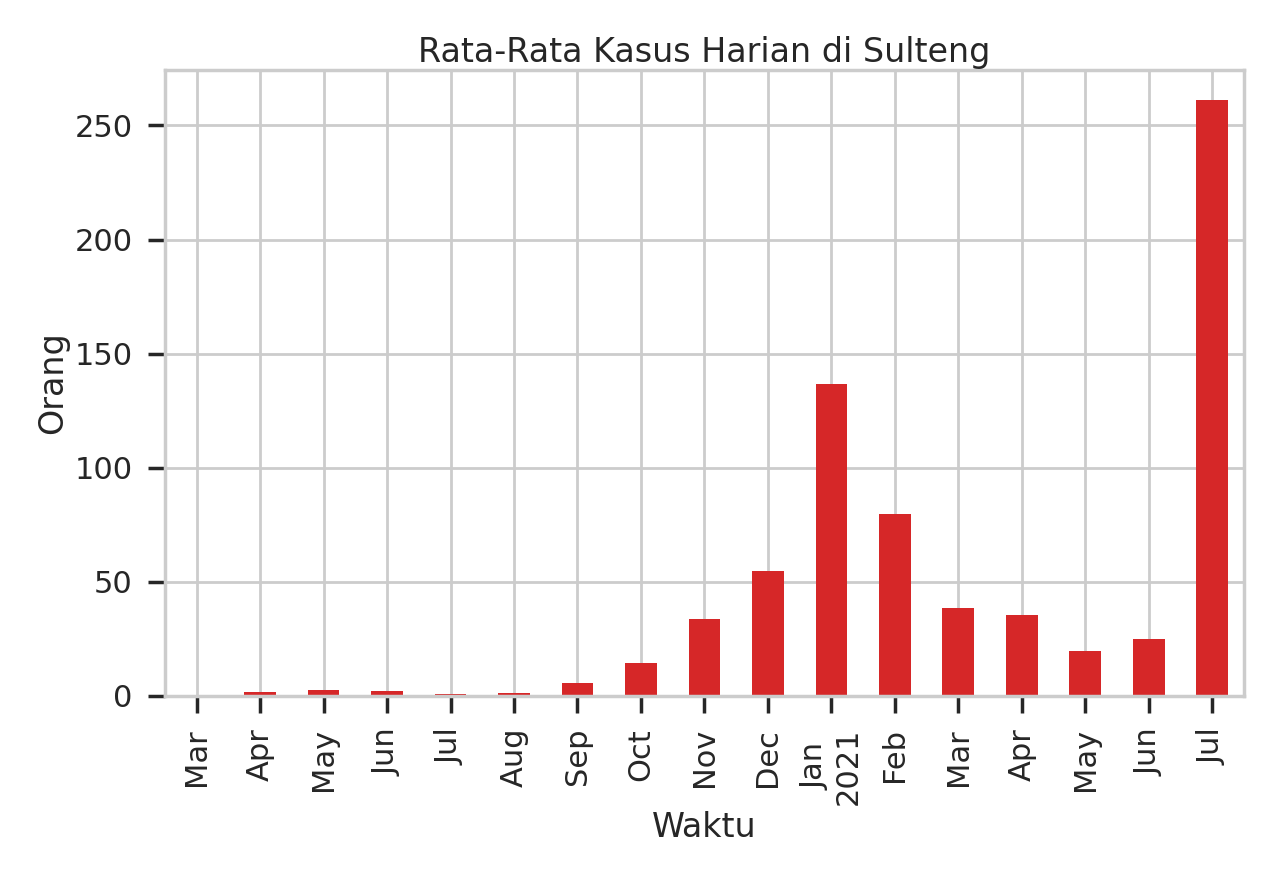 Rata-Rata Kasus Harian di Sulteng
Orang
250
200
150
100
50
0
Mar
Apr
May
Jun
Jul
Aug
Sep
Oct
Nov
Dec
Jan
2021
Feb
Mar
Apr
May
Jun
Jul
Waktu